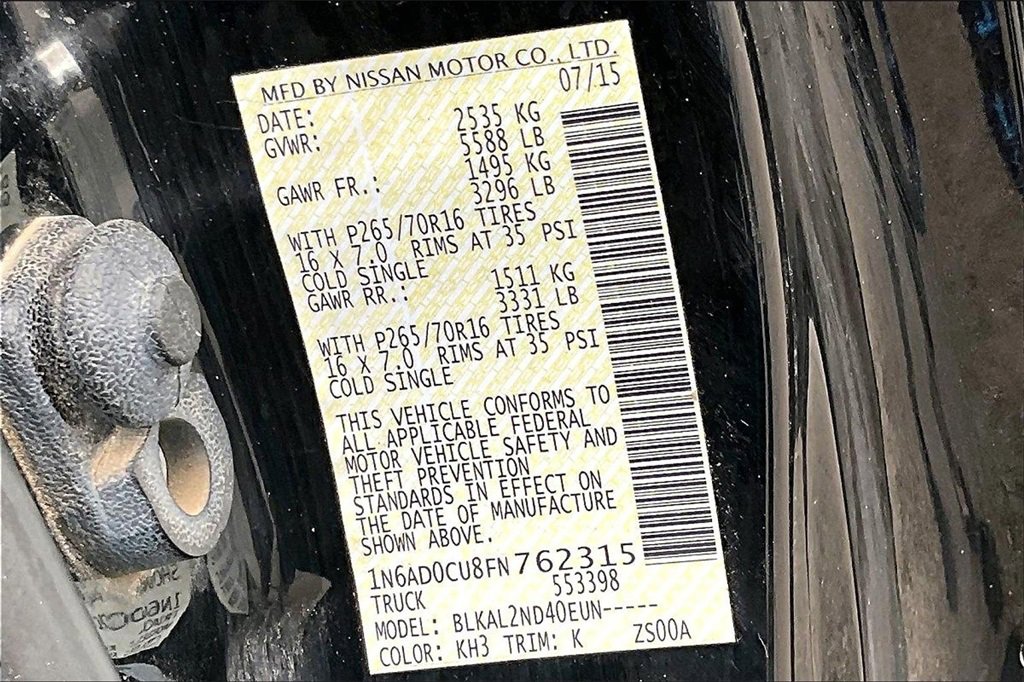 MFD BY NISSAN MOTOR CO., LTD.
DATE: 07/15
GVWR: 2535 KG
5588 LB
GAWR FR.: 1495 KG
3296 LB
WITH P265/70R16 TIRES
16 X 7.0 RIMS AT 35 PSI
COLD SINGLE
GAWR RR.: 1511 KG
3331 LB
WITH P265/70R16 TIRES
16 X 7.0 RIMS AT 35 PSI
COLD SINGLE
THIS VEHICLE CONFORMS TO
ALL APPLICABLE FEDERAL
MOTOR VEHICLE SAFETY AND
THEFT PREVENTION
STANDARDS IN EFFECT ON
THE DATE OF MANUFACTURE
SHOWN ABOVE.
1N6AD0CU8FN762315
TRUCK 553398
MODEL: BLKAL2ND40EUN-----
COLOR: KH3 TRIM: K ZS00A